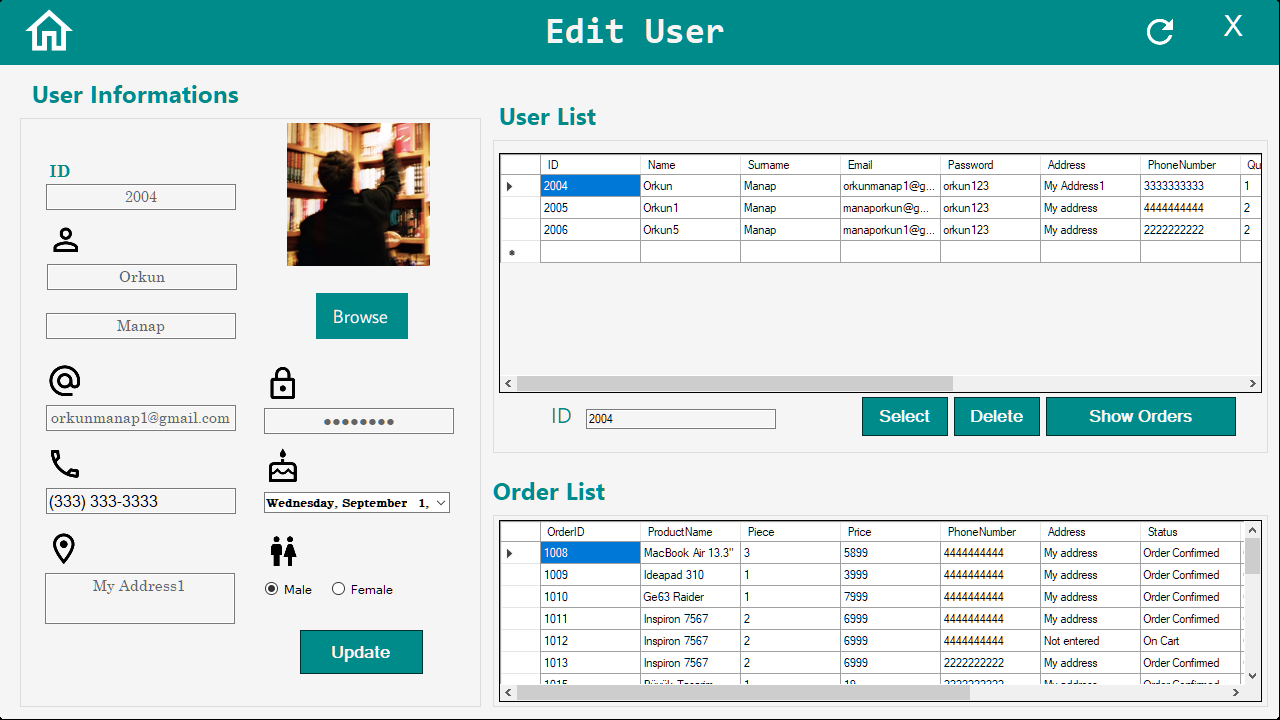 Edit User
X
User Informations
ID
2004
Orkun
Manap
Browse
orkunmanap1@gmail.com
●●●●●●●●
(333) 333-3333
Wednesday, September 1,
My Address1
Male Female
Update
User List
ID Name Surname Email Password Address PhoneNumber Qu
2004 Orkun Manap orkunmanap1@g... orkun123 My Address1 3333333333 1
2005 Orkun1 Manap manaporkun@g... orkun123 My address 4444444444 2
2006 Orkun5 Manap manaporkun1@g... orkun123 My address 2222222222 2
ID 2004 Select Delete Show Orders
Order List
OrderID ProductName Piece Price PhoneNumber Address Status
1008 MacBook Air 13.3" 3 5899 4444444444 My address Order Confirmed
1009 Ideapad 310 1 3999 4444444444 My address Order Confirmed
1010 Ge63 Raider 1 7999 4444444444 My address Order Confirmed
1011 Inspiron 7567 2 6999 4444444444 My address Order Confirmed
1012 Inspiron 7567 2 6999 4444444444 Not entered On Cart
1013 Inspiron 7567 2 6999 2222222222 My address Order Confirmed